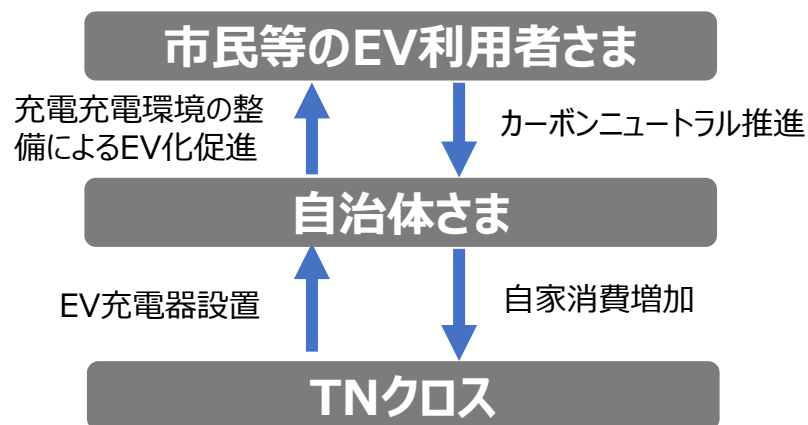 市民等のEV利用者さま
充電充電環境の整
備によるEV化促進
カーボンニュートラル推進
自治体さま
EV充電器設置
自家消費増加
TNクロス